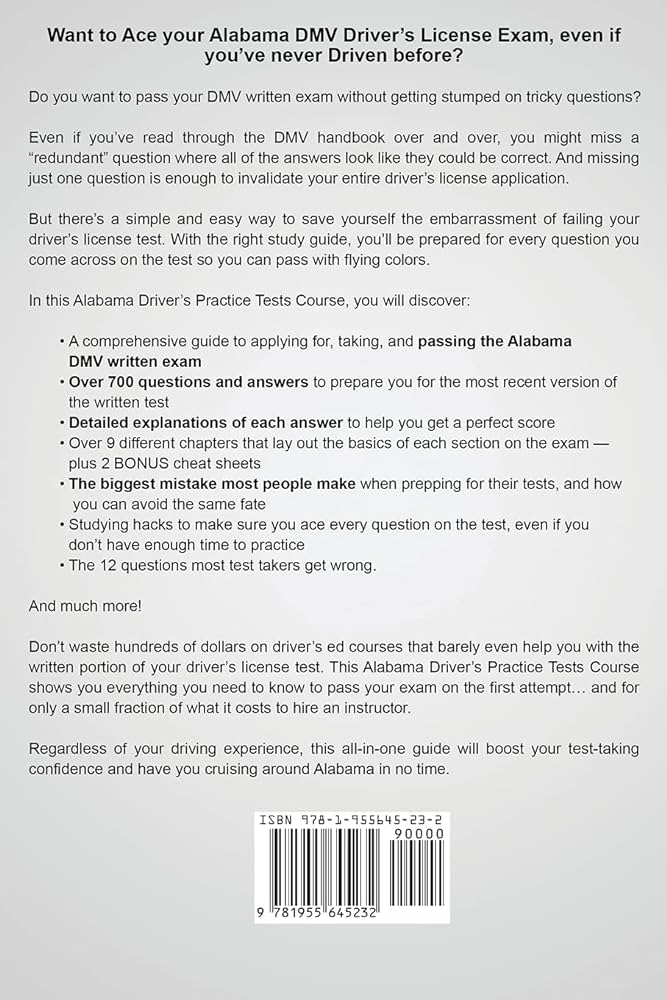 Want to Ace your Alabama DMV Driver's License Exam, even if
you've never Driven before?
Do you want to pass your DMV written exam without getting stumped on tricky questions?
Even if you've read through the DMV handbook over and over, you might miss a
“redundant” question where all of the answers look like they could be correct. And missing
just one question is enough to invalidate your entire driver's license application.
But there's a simple and easy way to save yourself the embarrassment of failing your
driver's license test. With the right study guide, you'll be prepared for every question you
come across on the test so you can pass with flying colors.
In this Alabama Driver's Practice Tests Course, you will discover:
• A comprehensive guide to applying for, taking, and passing the Alabama
DMV written exam
• Over 700 questions and answers to prepare you for the most recent version of
the written test
• Detailed explanations of each answer to help you get a perfect score
• Over 9 different chapters that lay out the basics of each section on the exam —
plus 2 BONUS cheat sheets
• The biggest mistake most people make when prepping for their tests, and how
you can avoid the same fate
• Studying hacks to make sure you ace every question on the test, even if you
don't have enough time to practice
• The 12 questions most test takers get wrong.
And much more!
Don't waste hundreds of dollars on driver's ed courses that barely even help you with the
written portion of your driver's license test. This Alabama Driver's Practice Tests Course
shows you everything you need to know to pass your exam on the first attempt… and for
only a small fraction of what it costs to hire an instructor.
Regardless of your driving experience, this all-in-one guide will boost your test-taking
confidence and have you cruising around Alabama in no time.
ISBN 978-1-955645-23-2
90000
9 781955 645232